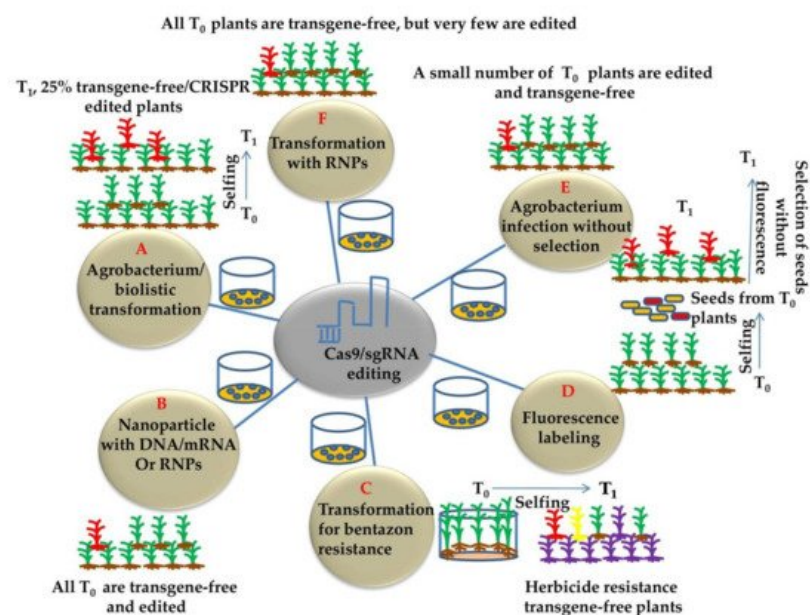 All T0 plants are transgene-free, but very few are edited
T1, 25% transgene-free/CRISPR
edited plants
T1
Selfing
T0
A
Agrobacterium/
biolistic transformation
F
Transformation
with RNPs
A small number of T0 plants are edited
and transgene-free
E
Agrobacterium
infection without
selection
T1
Selection of seeds
without
fluorescence
T1
Seeds from T0
plants
Selfing
T0
Cas9/sgRNA
editing
B
Nanoparticle
with DNA/mRNA
Or RNPs
D
Fluorescence
labeling
C
Transformation
for bentazon
resistance
T0
Selfing
T1
All T0 are transgene-free
and edited
Herbicide resistance
transgene-free plants